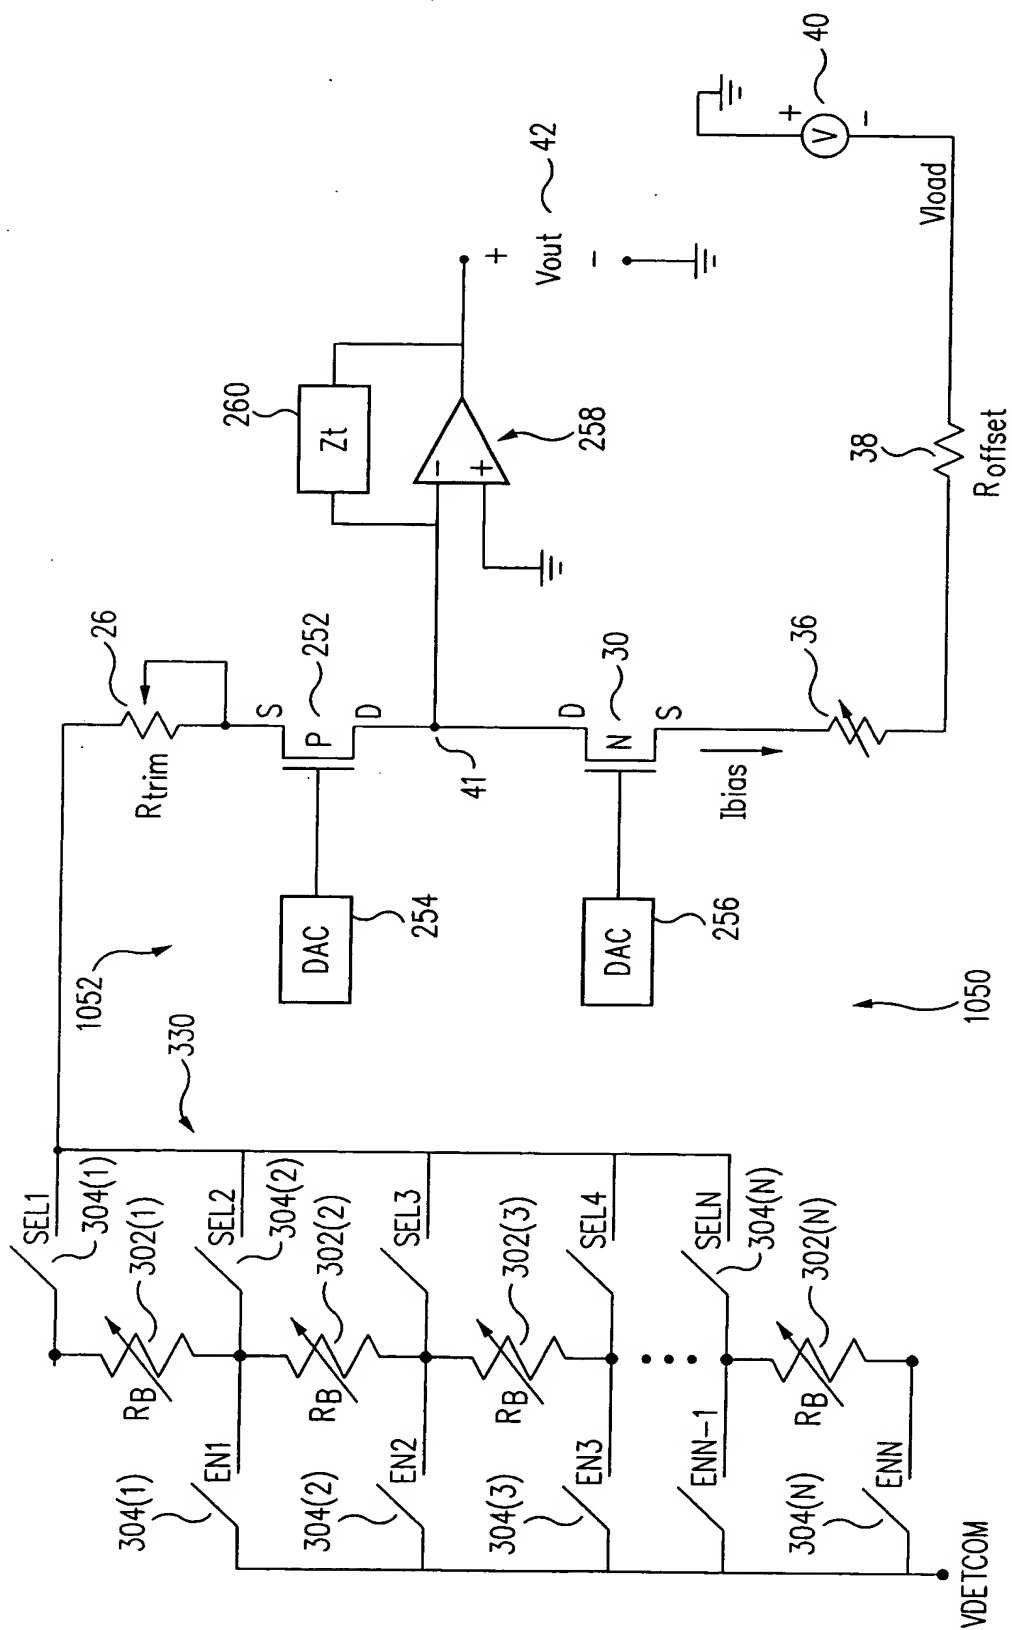 SEL1
304(1)
302(1)
RB
304(1)
EN1
SEL2
304(2)
302(2)
RB
304(2)
EN2
SEL3
302(3)
RB
304(3)
EN3
SEL4
SELN
304(N)
302(N)
RB
ENN-1
304(N)
ENN
VDETCOM
330
1052
1050
Rtrim
26
S
P
D
252
DAC
254
41
D
N
S
30
DAC
256
Ibias
36
260
Zt
-
+
258
+
Vout
-
42
38
Roffset
Vload
+
V
-
40